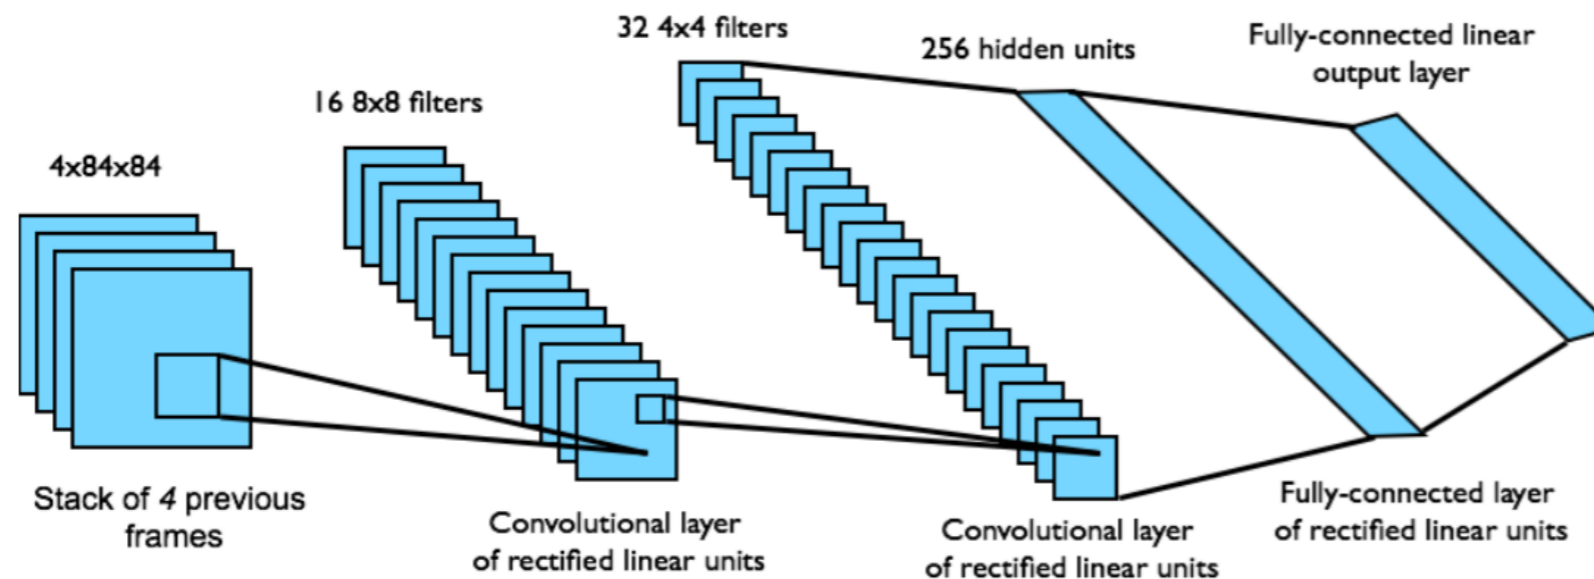 4x84x84
Stack of 4 previous
frames
16 8x8 filters
Convolutional layer
of rectified linear units
32 4x4 filters
Convolutional layer
of rectified linear units
256 hidden units
Fully-connected layer
of rectified linear units
Fully-connected linear
output layer